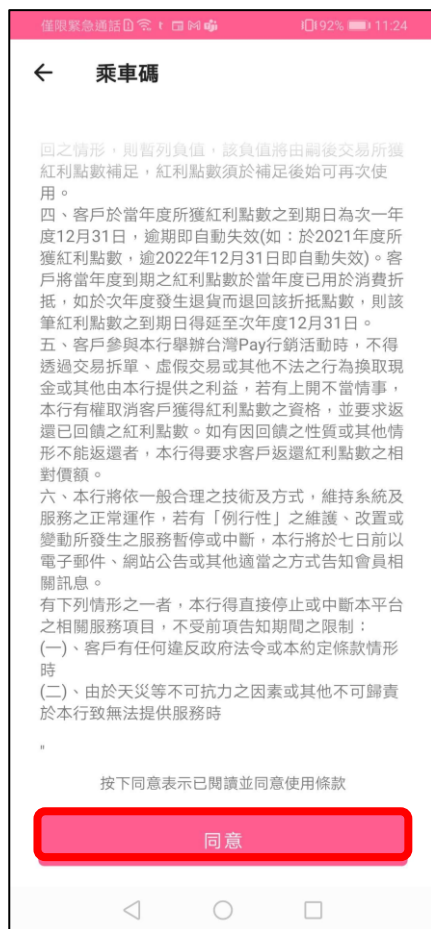 僅限緊急通話 92% 11:24
乘車碼
回之情形，則暫列負值，該負值將由嗣後交易所獲
紅利點數補足，紅利點數須於補足後始可再次使
用。
四、客戶於當年度所獲紅利點數之到期日為次一年
度12月31日，逾期即自動失效(如：於2021年度所
獲紅利點數，逾2022年12月31日即自動失效)。客
戶將當年度到期之紅利點數於當年度已用於消費折
抵，如於次年度發生退貨而退回該折抵點數，則該
筆紅利點數之到期日得延至次年度12月31日。
五、客戶參與本行舉辦台灣Pay行銷活動時，不得
透過交易拆單、虛假交易或其他不法之行為換取現
金或其他由本行提供之利益，若有上開不當情事，
本行有權取消客戶獲得紅利點數之資格，並要求返
還已回饋之紅利點數。如有因回饋之性質或其他情
形不能返還者，本行得要求客戶返還紅利點數之相
對價額。
六、本行將依一般合理之技術及方式，維持系統及
服務之正常運作，若有「例行性」之維護、改置或
變動所發生之服務暫停或中斷，本行將於七日前以
電子郵件、網站公告或其他適當之方式告知會員相
關訊息。
有下列情形之一者，本行得直接停止或中斷本平台
之相關服務項目，不受前項告知期間之限制：
(一)、客戶有任何違反政府法令或本約定條款情形
時
(二)、由於天災等不可抗力之因素或其他不可歸責
於本行致無法提供服務時
"
按下同意表示已閱讀並同意使用條款
同意